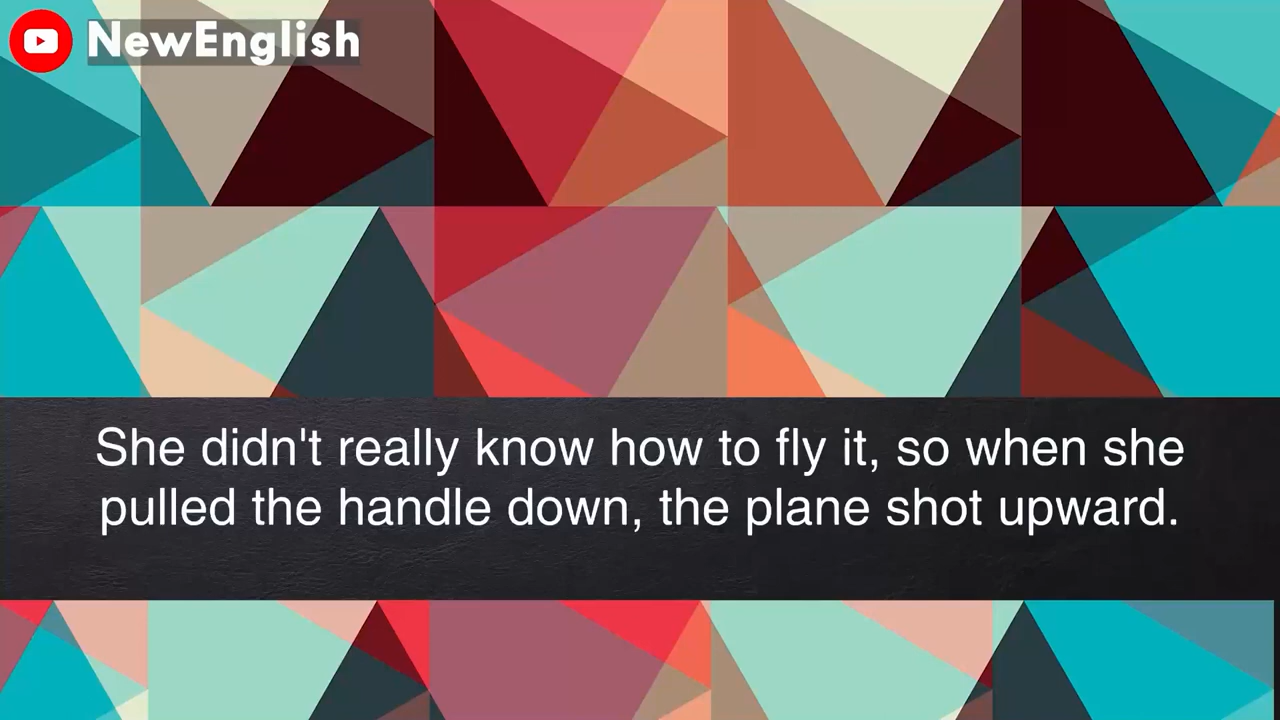 NewEnglish
She didn't really know how to fly it, so when she
pulled the handle down, the plane shot upward.